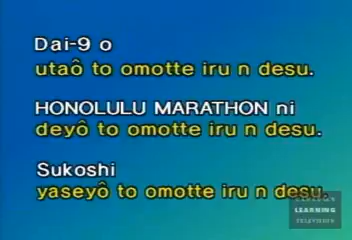 Dai-9 o
utaô to omotte iru n desu.
HONOLULU MARATHON ni
deyô to omotte iru n desu.
Sukoshi
yaseyô to omotte iru n desu.
LEARNING